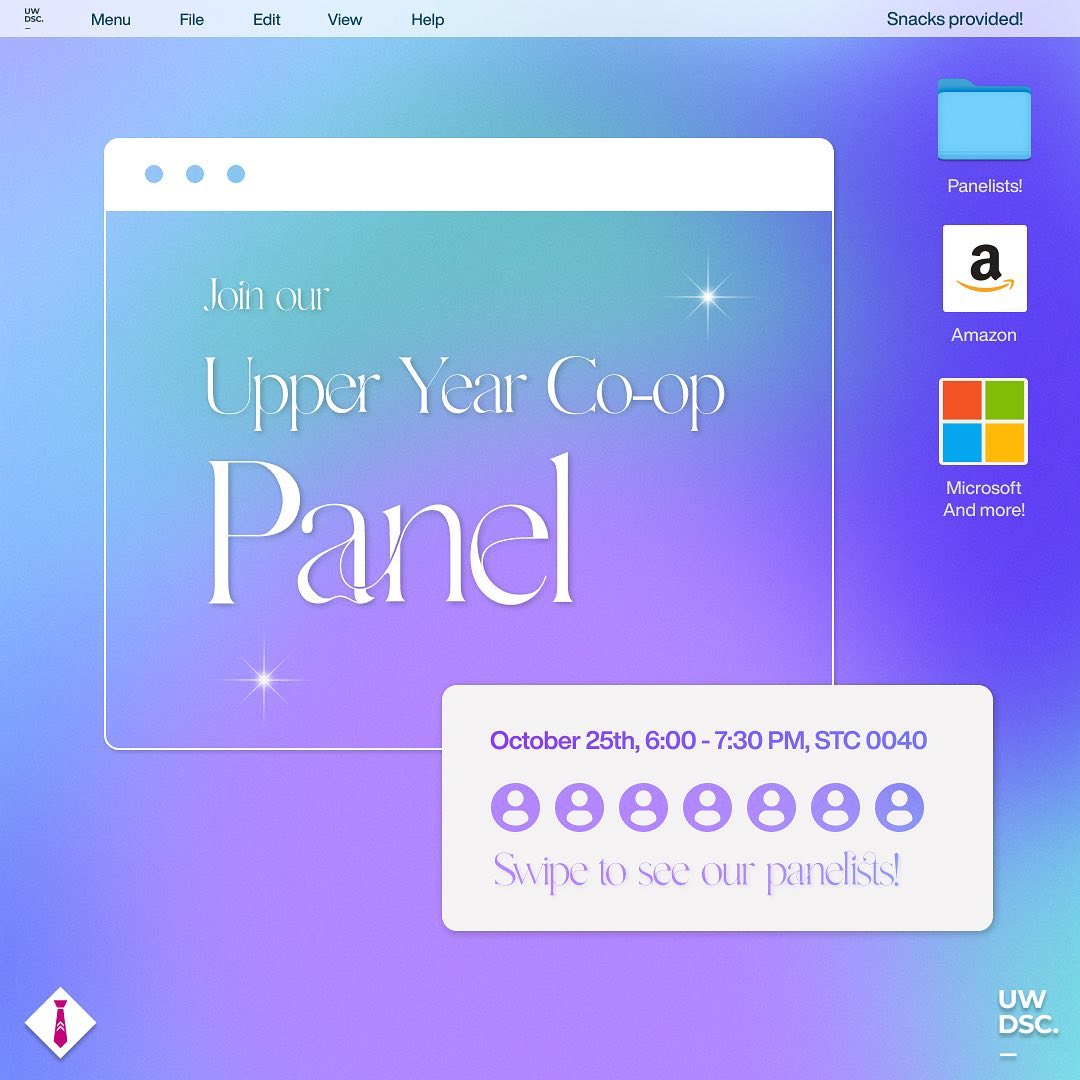 UW
DSC.
Menu File Edit View Help
Snacks provided!
Panelists!
a
Amazon
Microsoft
And more!
Join our
Upper Year Co-op
Panel
October 25th, 6:00 - 7:30 PM, STC 0040
Swipe to see our panelists!
UW
DSC.